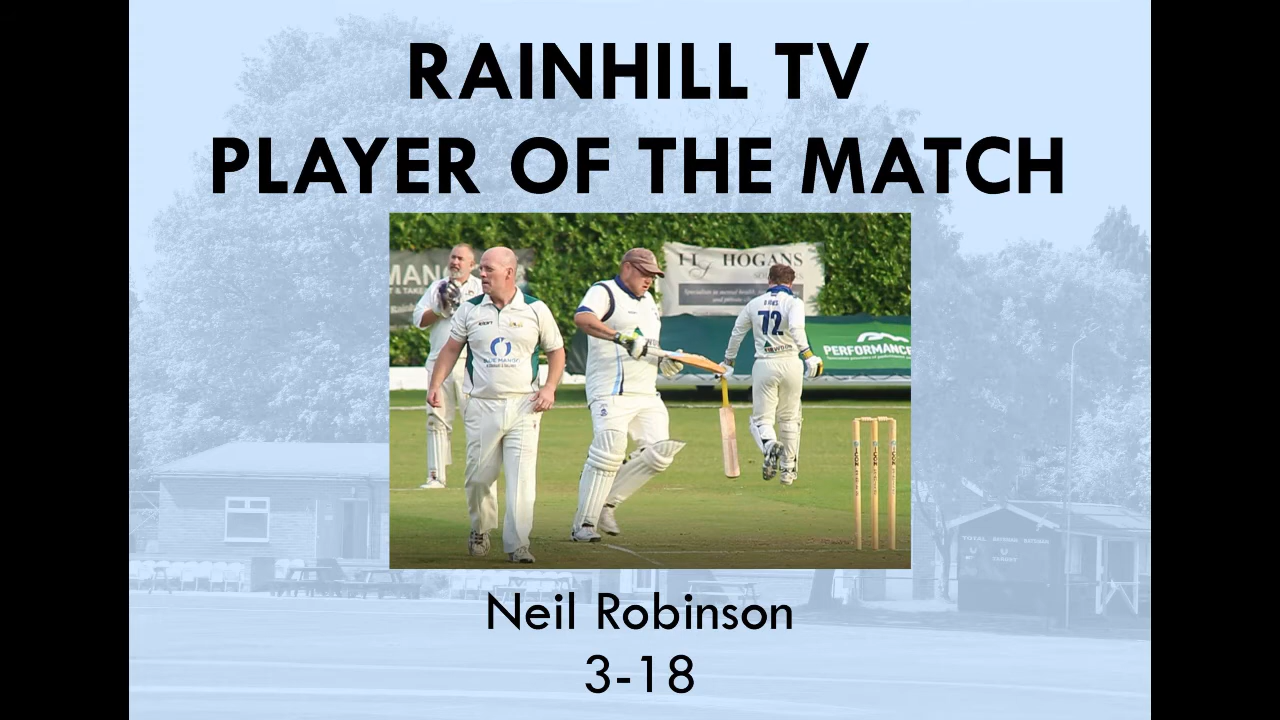 RAINHILL TV
PLAYER OF THE MATCH
HOGANS
72
PERFORMANCE
Neil Robinson
3-18